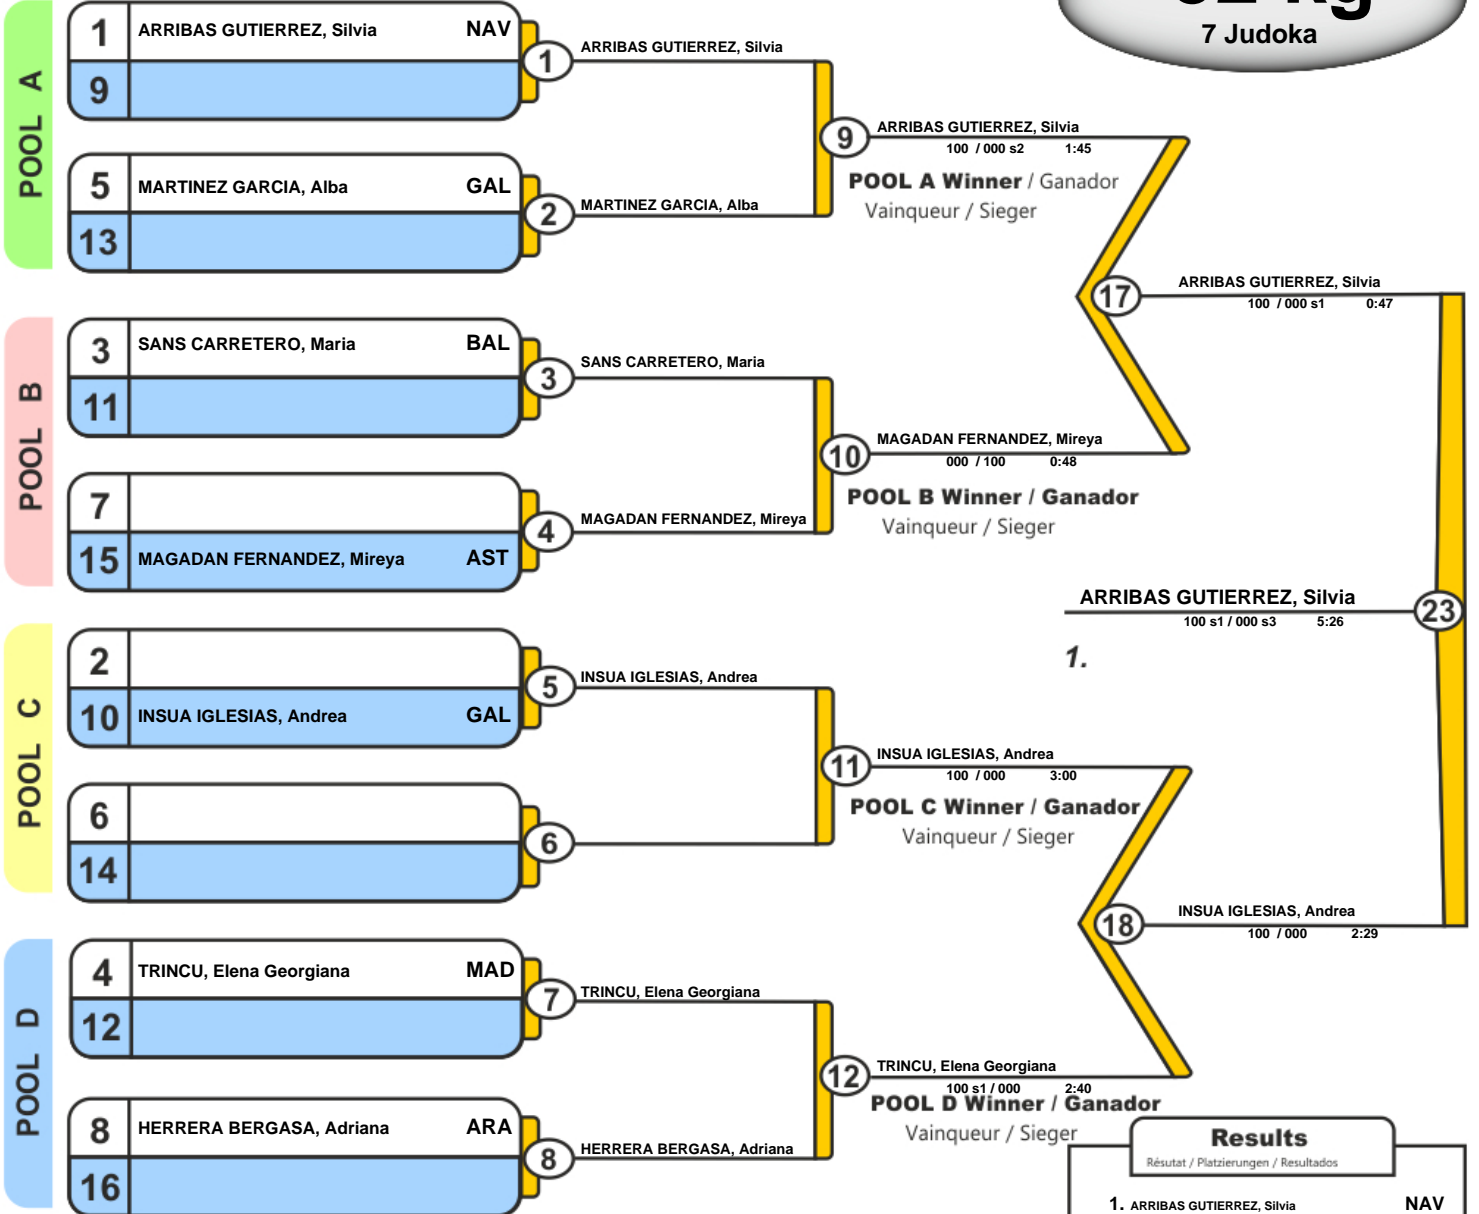 7 Judoka
POOL A
1 ARRIBAS GUTIERREZ, Silvia NAV
9
1
ARRIBAS GUTIERREZ, Silvia
5 MARTINEZ GARCIA, Alba GAL
13
2
MARTINEZ GARCIA, Alba
9
ARRIBAS GUTIERREZ, Silvia
100 / 000 s2 1:45
POOL A Winner / Ganador
Vainqueur / Sieger
POOL B
3 SANS CARRETERO, Maria BAL
11
3
SANS CARRETERO, Maria
7
15 MAGADAN FERNANDEZ, Mireya AST
4
MAGADAN FERNANDEZ, Mireya
10
MAGADAN FERNANDEZ, Mireya
000 / 100 0:48
POOL B Winner / Ganador
Vainqueur / Sieger
17
ARRIBAS GUTIERREZ, Silvia
100 / 000 s1 0:47
ARRIBAS GUTIERREZ, Silvia
100 s1 / 000 s3 5:26
23
1.
POOL C
2
10 INSUA IGLESIAS, Andrea GAL
5
INSUA IGLESIAS, Andrea
6
14
6
11
INSUA IGLESIAS, Andrea
100 / 000 3:00
POOL C Winner / Ganador
Vainqueur / Sieger
18
INSUA IGLESIAS, Andrea
100 / 000 2:29
POOL D
4 TRINCU, Elena Georgiana MAD
12
7
TRINCU, Elena Georgiana
8 HERRERA BERGASA, Adriana ARA
16
8
HERRERA BERGASA, Adriana
12
TRINCU, Elena Georgiana
100 s1 / 000 2:40
POOL D Winner / Ganador
Vainqueur / Sieger
Results
Résutat / Platzierungen / Resultados
1. ARRIBAS GUTIERREZ, Silvia NAV